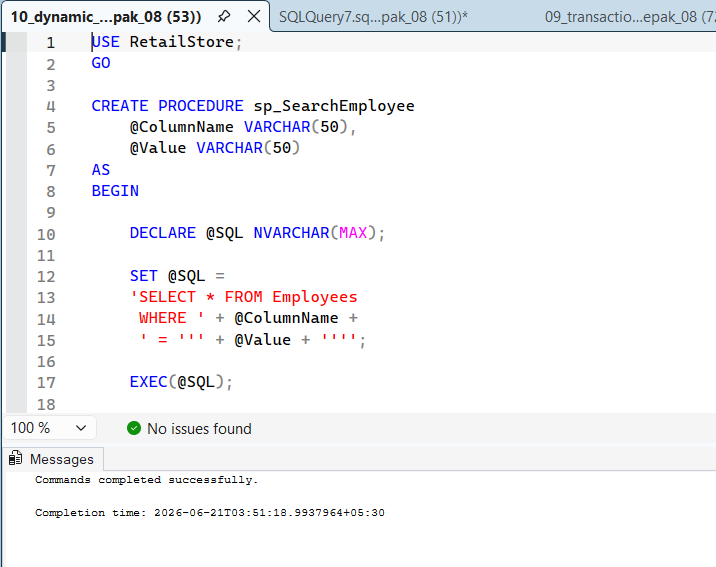 10_dynamic_...pak_08 (53))
SQLQuery7.sq...pak_08 (51))*
09_transactio...epak_08 (7
1 USE RetailStore;
2 GO
3
4 CREATE PROCEDURE sp_SearchEmployee
5 @ColumnName VARCHAR(50),
6 @Value VARCHAR(50)
7 AS
8 BEGIN
9
10 DECLARE @SQL NVARCHAR(MAX);
11
12 SET @SQL =
13 'SELECT * FROM Employees
14 WHERE ' + @ColumnName +
15 ' = ''' + @Value + '''';
16
17 EXEC(@SQL);
18
100 %
No issues found
Messages
Commands completed successfully.
Completion time: 2026-06-21T03:51:18.9937964+05:30